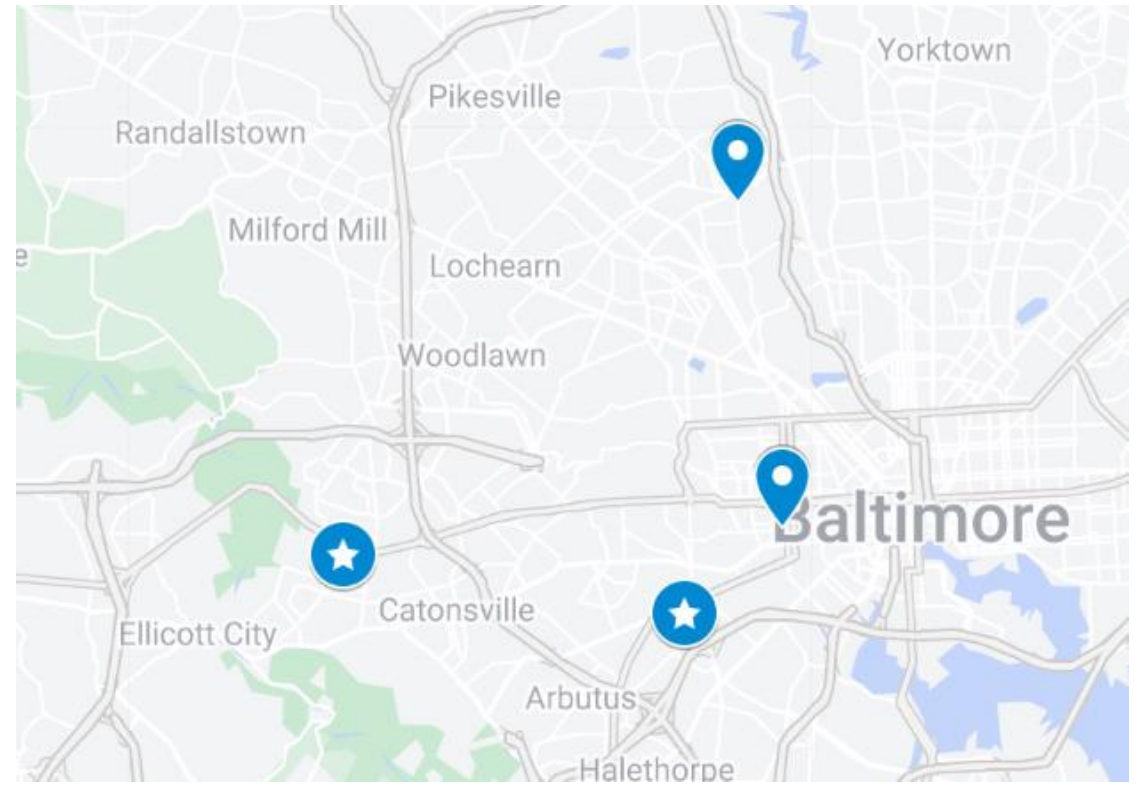 Yorktown
Pikesville
Randallstown
Milford Mill
e
Lochearn
Woodlawn
Baltimore
Catonsville
Ellicott City
Arbutus
Halethorpe